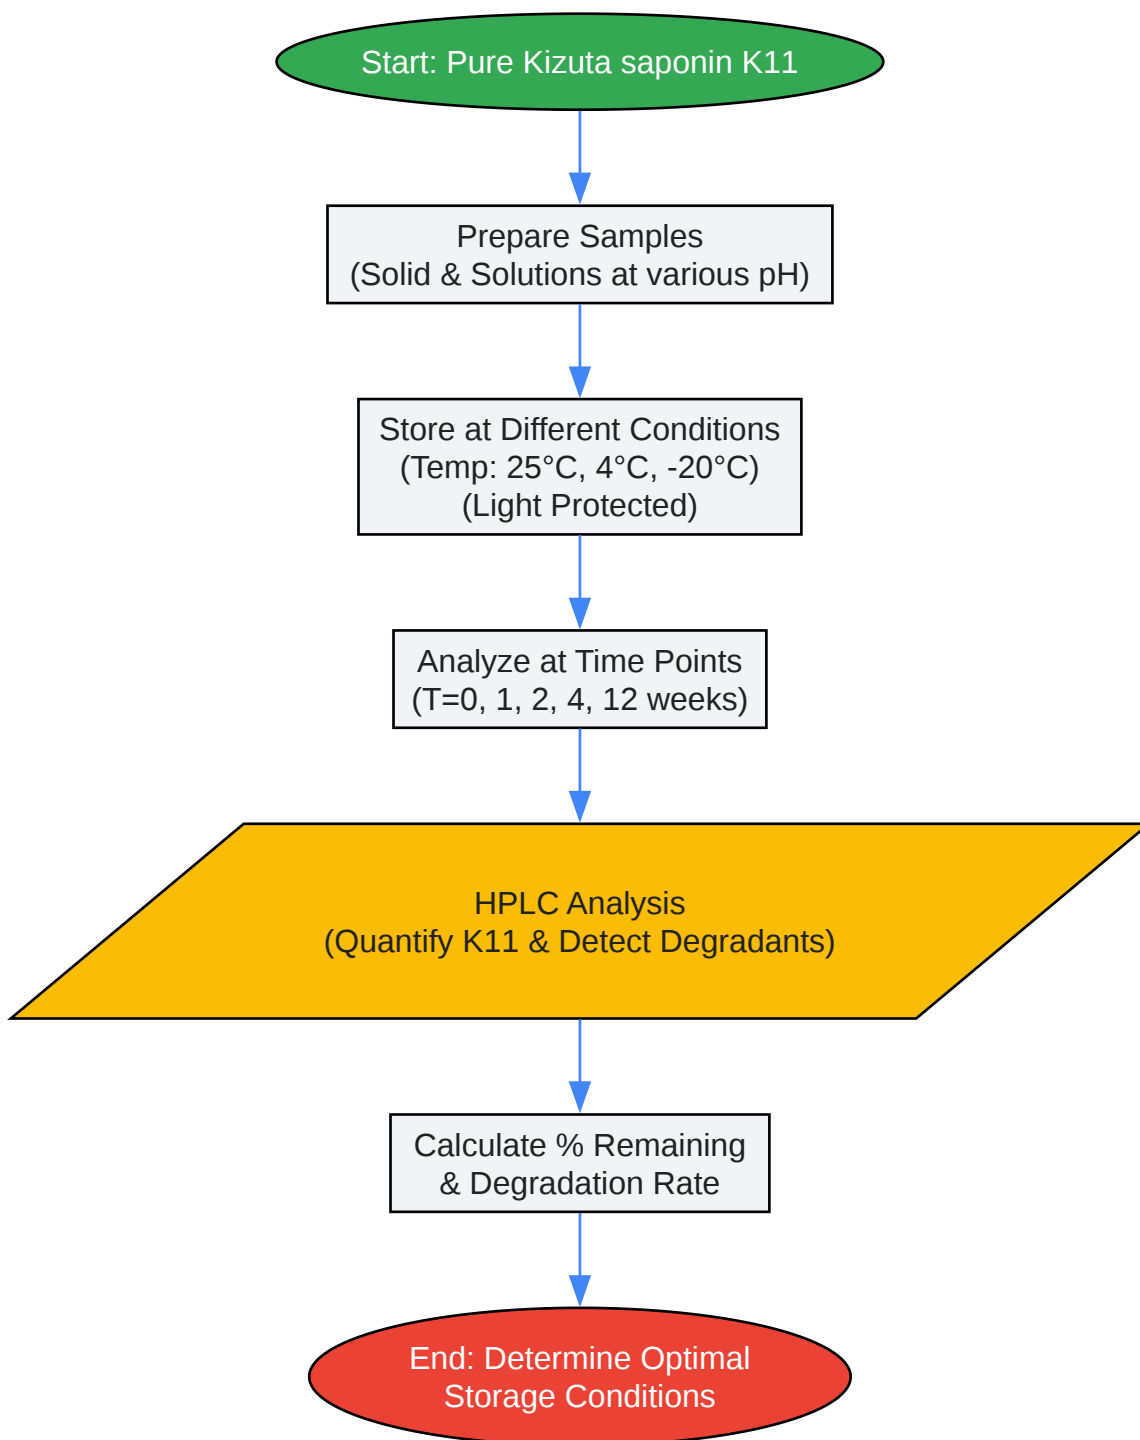 Start: Pure Kizuta saponin K11
Prepare Samples
(Solid & Solutions at various pH)
Store at Different Conditions
(Temp: 25°C, 4°C, -20°C)
(Light Protected)
Analyze at Time Points
(T=0, 1, 2, 4, 12 weeks)
HPLC Analysis
(Quantify K11 & Detect Degradants)
Calculate % Remaining
& Degradation Rate
End: Determine Optimal
Storage Conditions